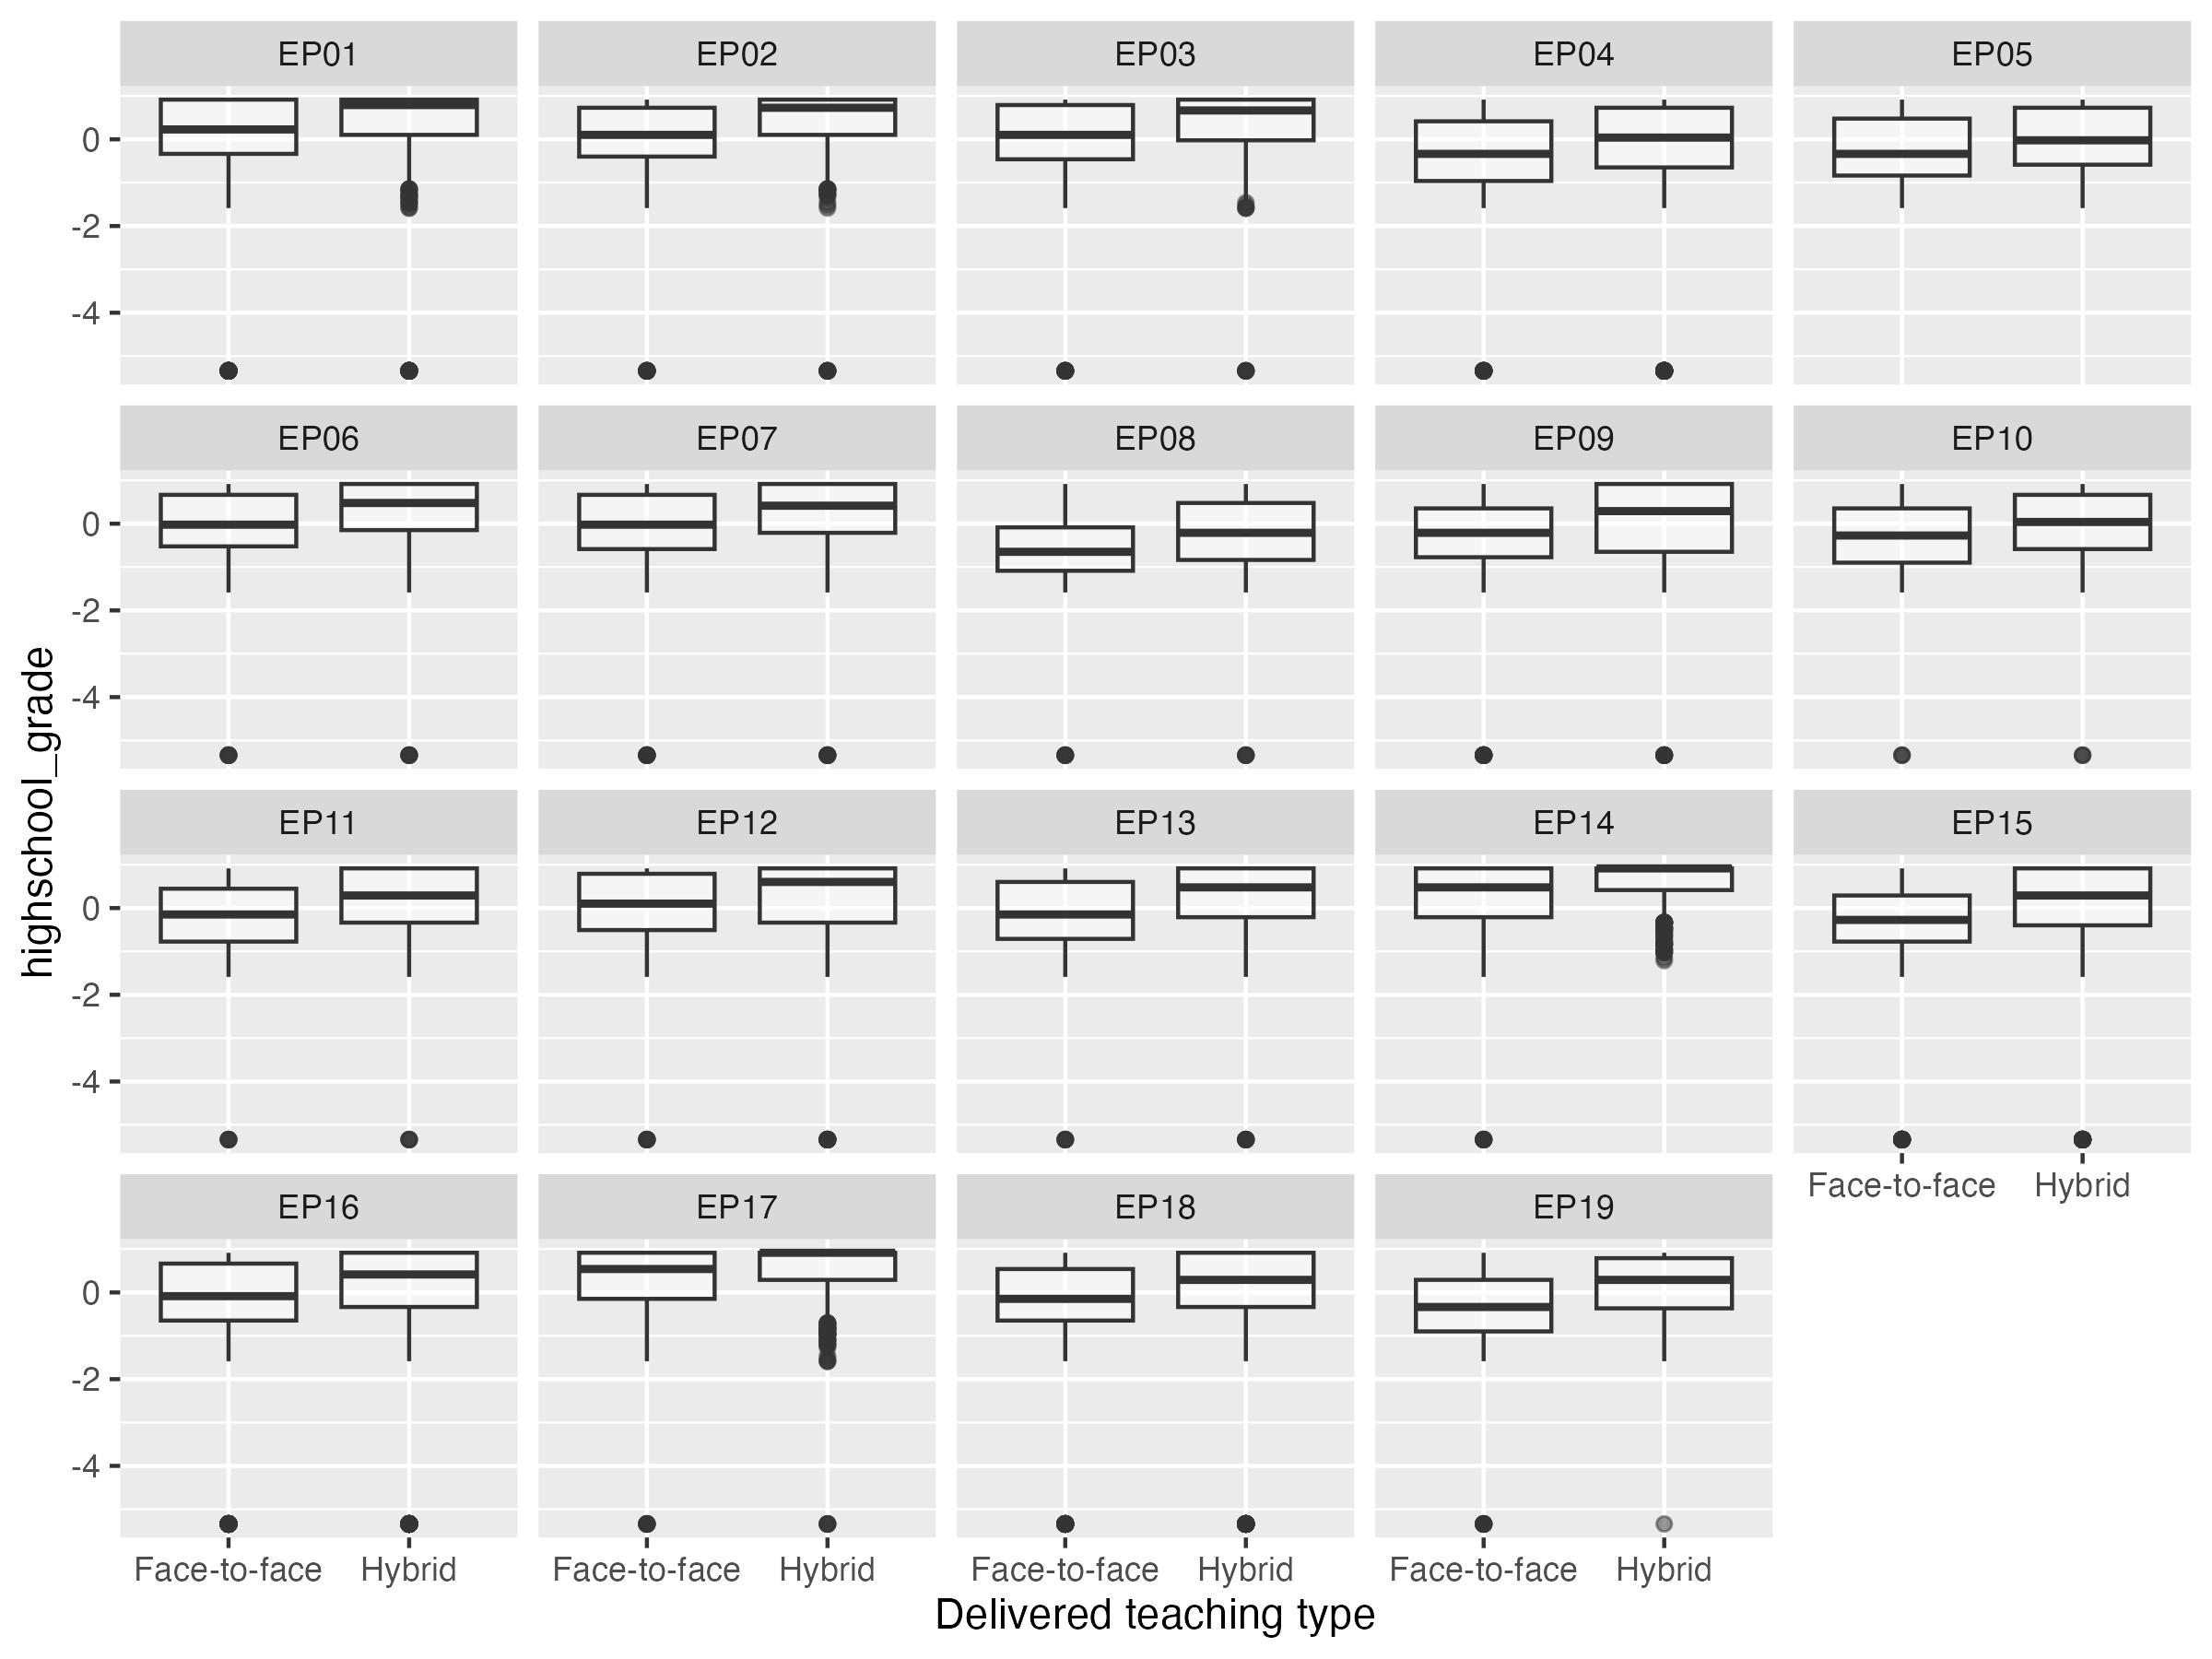 EP01 EP02 EP03 EP04 EP05
0
-2
-4
EP06 EP07 EP08 EP09 EP10
0
-2
-4
highschool_grade
EP11 EP12 EP13 EP14 EP15
0
-2
-4
Face-to-face Hybrid
EP16 EP17 EP18 EP19
0
-2
-4
Face-to-face Hybrid Face-to-face Hybrid Face-to-face Hybrid Face-to-face Hybrid
Delivered teaching type